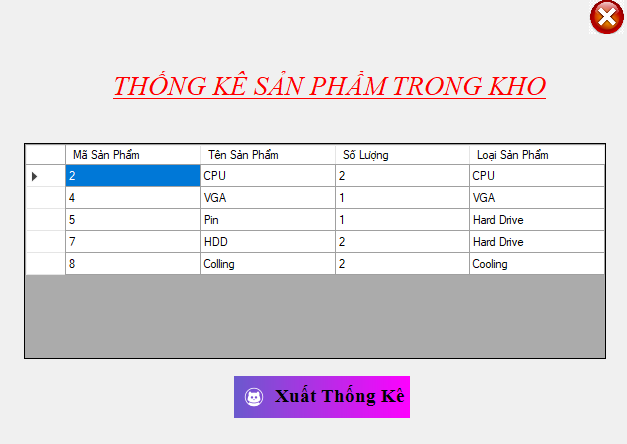 THỐNG KÊ SẢN PHẨM TRONG KHO
Mã Sản Phẩm Tên Sản Phẩm Số Lượng Loại Sản Phẩm
2 CPU 2 CPU
4 VGA 1 VGA
5 Pin 1 Hard Drive
7 HDD 2 Hard Drive
8 Colling 2 Cooling
Xuất Thống Kê